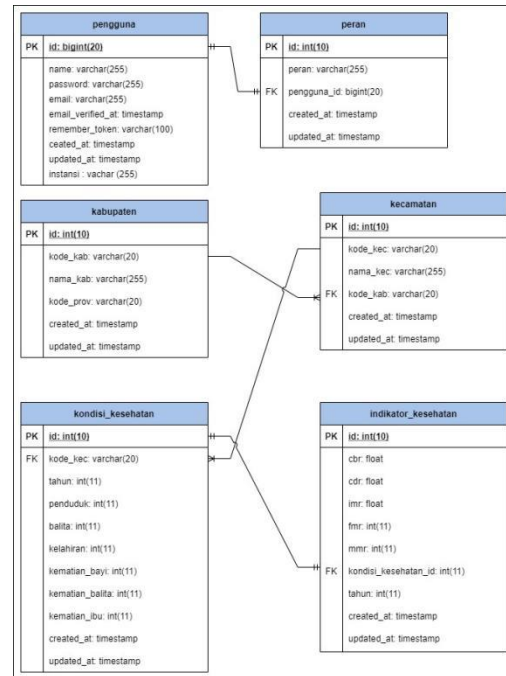 pengguna
PK id: bigint(20)
name: varchar(255)
password: varchar(255)
email: varchar(255)
email_verified_at: timestamp
remember_token: varchar(100)
ceated_at: timestamp
updated_at: timestamp
instansi : vachar (255)
peran
PK id: int(10)
peran: varchar(255)
FK pengguna_id: bigint(20)
created_at: timestamp
updated_at: timestamp
kabupaten
PK id: int(10)
kode_kab: varchar(20)
nama_kab: varchar(255)
kode_prov: varchar(20)
created_at: timestamp
updated_at: timestamp
kecamatan
PK id: int(10)
kode_kec: varchar(20)
nama_kec: varchar(255)
FK kode_kab: varchar(20)
created_at: timestamp
updated_at: timestamp
kondisi_kesehatan
PK id: int(10)
FK kode_kec: varchar(20)
tahun: int(11)
penduduk: int(11)
balita: int(11)
kelahiran: int(11)
kematian_bayi: int(11)
kematian_balita: int(11)
kematian_ibu: int(11)
created_at: timestamp
updated_at: timestamp
indikator_kesehatan
PK id: int(10)
cbr: float
cdr: float
imr: float
fmr: int(11)
mmr: int(11)
FK kondisi_kesehatan_id: int(11)
tahun: int(11)
created_at: timestamp
updated_at: timestamp